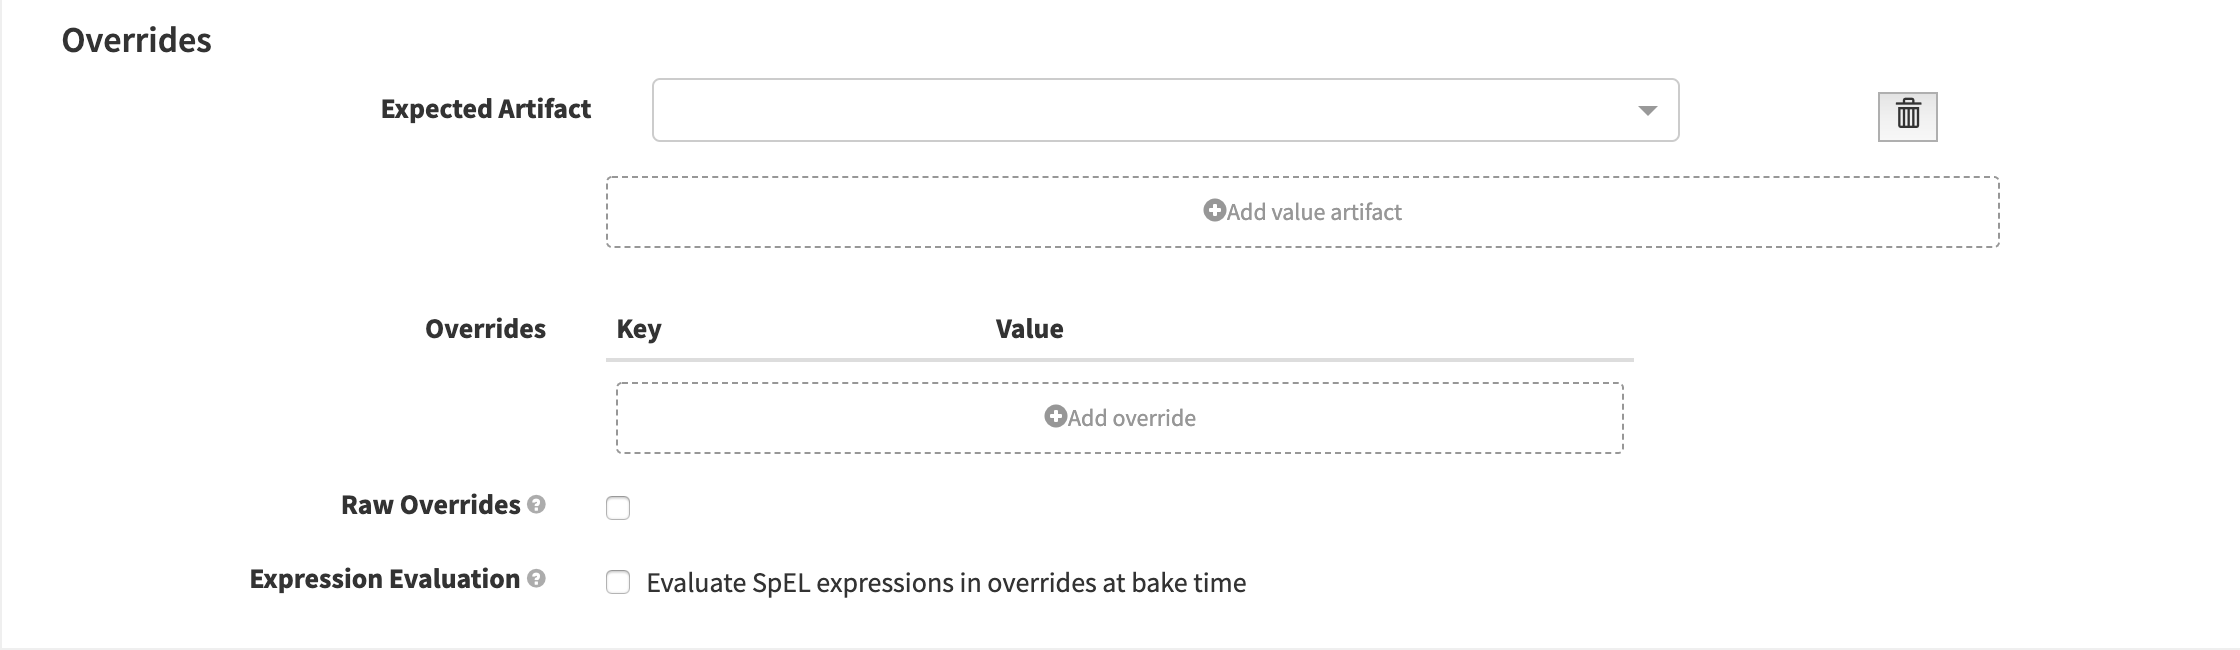 Overrides
Expected Artifact
Add value artifact
Overrides Key Value
Add override
Raw Overrides ?
Expression Evaluation ? Evaluate SpEL expressions in overrides at bake time